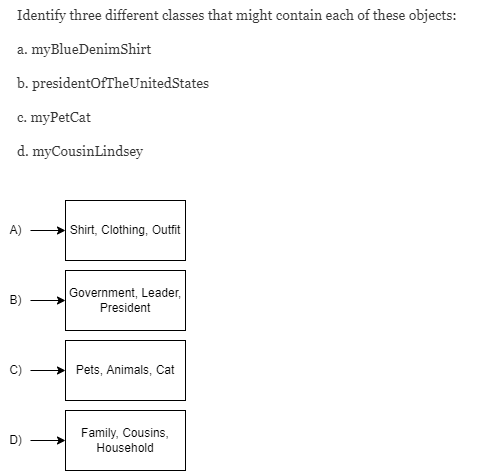 Identify three different classes that might contain each of these objects:
a. myBlueDenimShirt
b. presidentOfTheUnitedStates
c. myPetCat
d. myCousinLindsey
A) Shirt, Clothing, Outfit
B) Government, Leader,
President
C) Pets, Animals, Cat
D) Family, Cousins,
Household